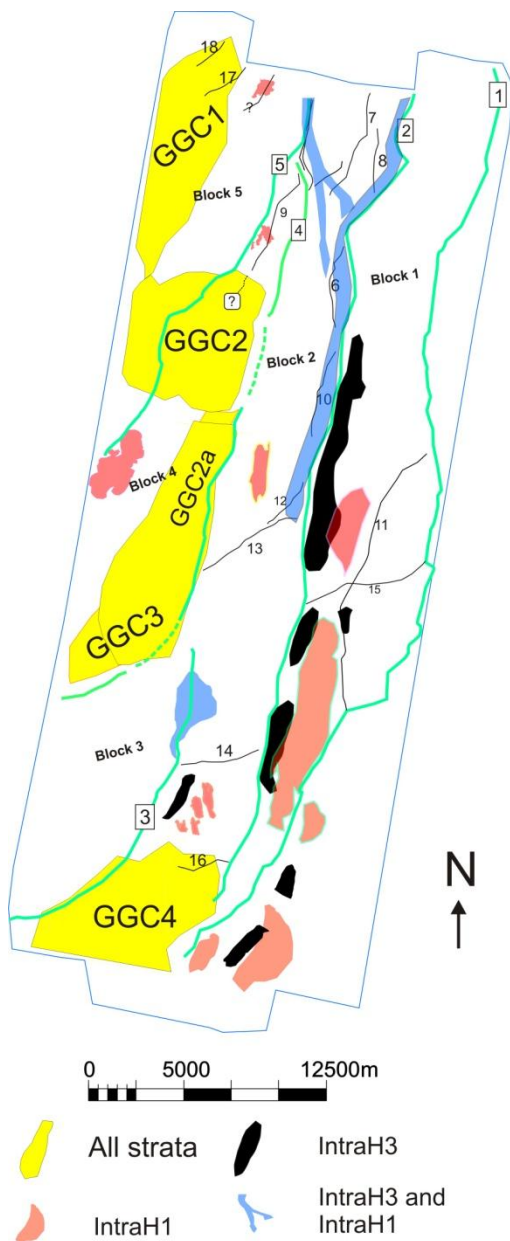 18
17
?
GGC1
1
7
2
8
5
Block 5
9
4
Block 1
?
6
GGC2
Block 2
10
GGC2a
Block 4
12
11
13
15
GGC3
Block 3
14
3
16
GGC4
N
0 5000 12500m
All strata
IntraH3
IntraH1
IntraH3 and
IntraH1